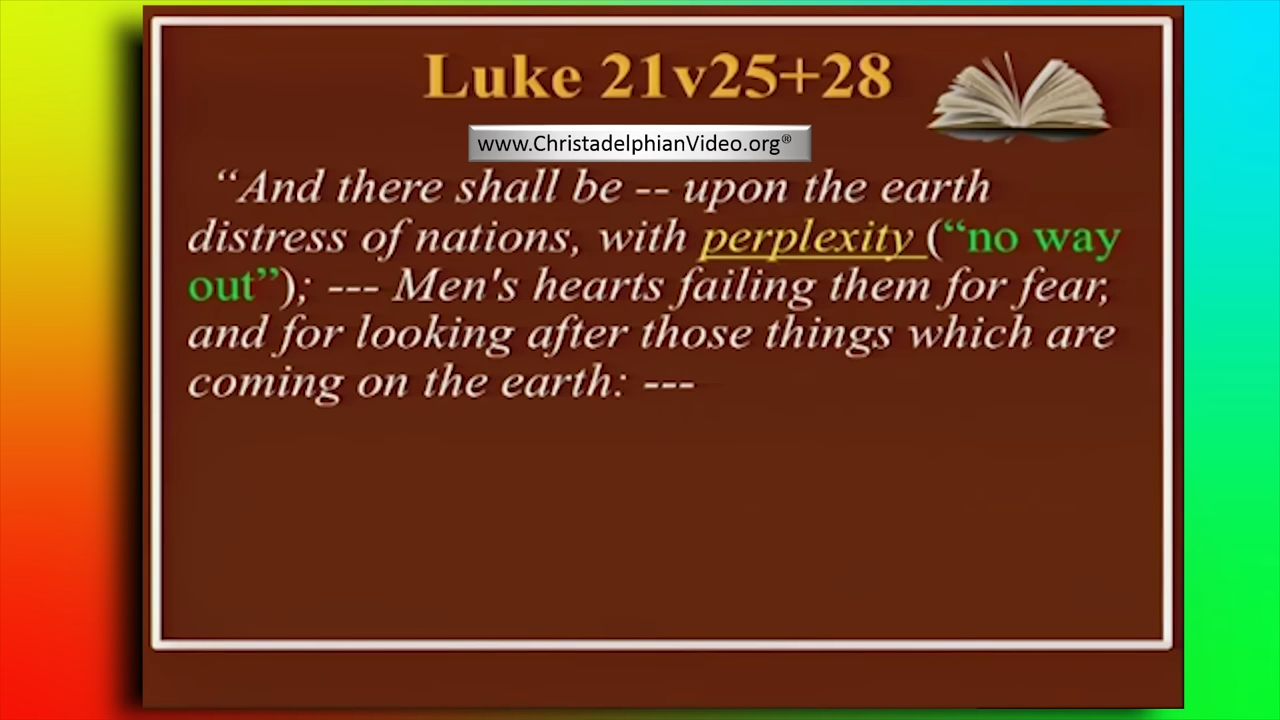 Luke 21v25+28
www.ChristadelphianVideo.org®
“And there shall be -- upon the earth
distress of nations, with perplexity (“no way
out”); --- Men's hearts failing them for fear,
and for looking after those things which are
coming on the earth: ---